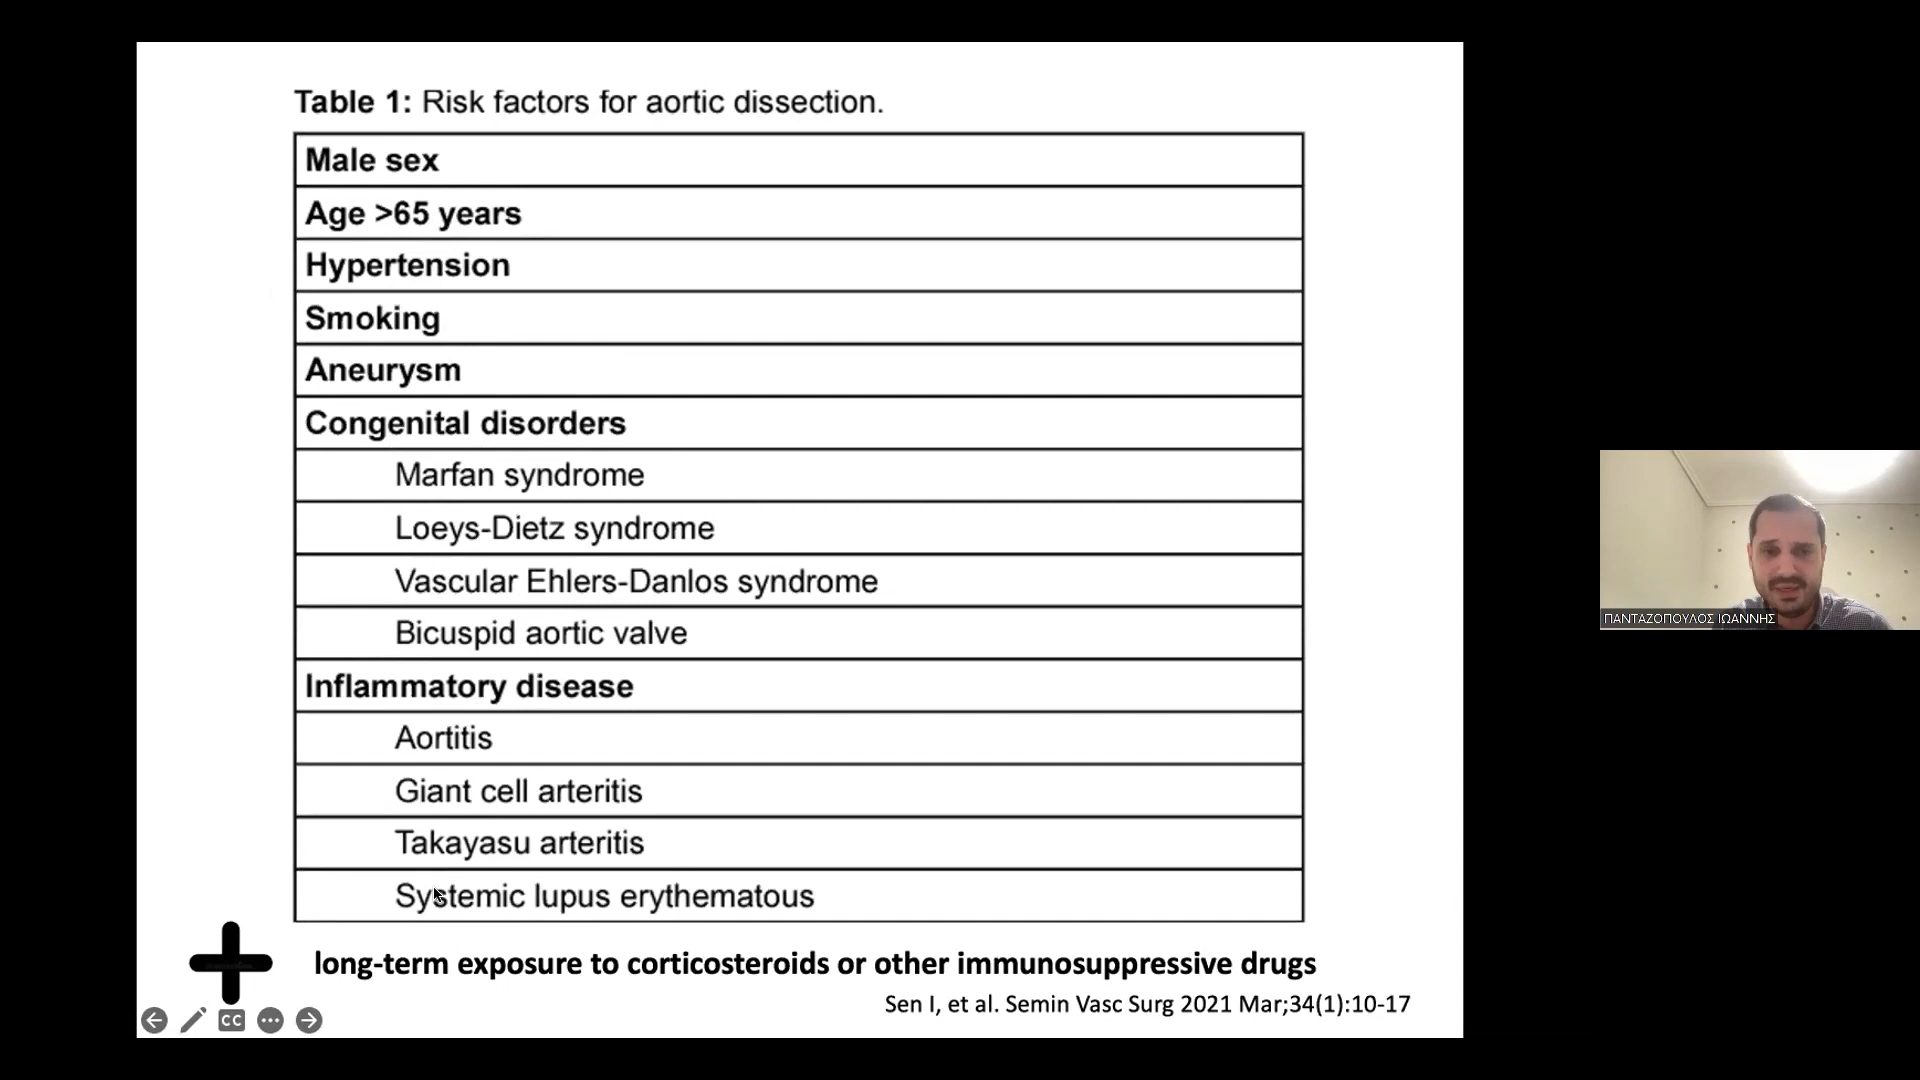 Table 1: Risk factors for aortic dissection.
Male sex
Age >65 years
Hypertension
Smoking
Aneurysm
Congenital disorders
Marfan syndrome
Loeys-Dietz syndrome
Vascular Ehlers-Danlos syndrome
Bicuspid aortic valve
Inflammatory disease
Aortitis
Giant cell arteritis
Takayasu arteritis
Systemic lupus erythematous
long-term exposure to corticosteroids or other immunosuppressive drugs
Sen I, et al. Semin Vasc Surg 2021 Mar;34(1):10-17
CC
ΠΑΝΤΑΖΟΠΟΥΛΟΣ ΙΩΑΝΝΗΣ